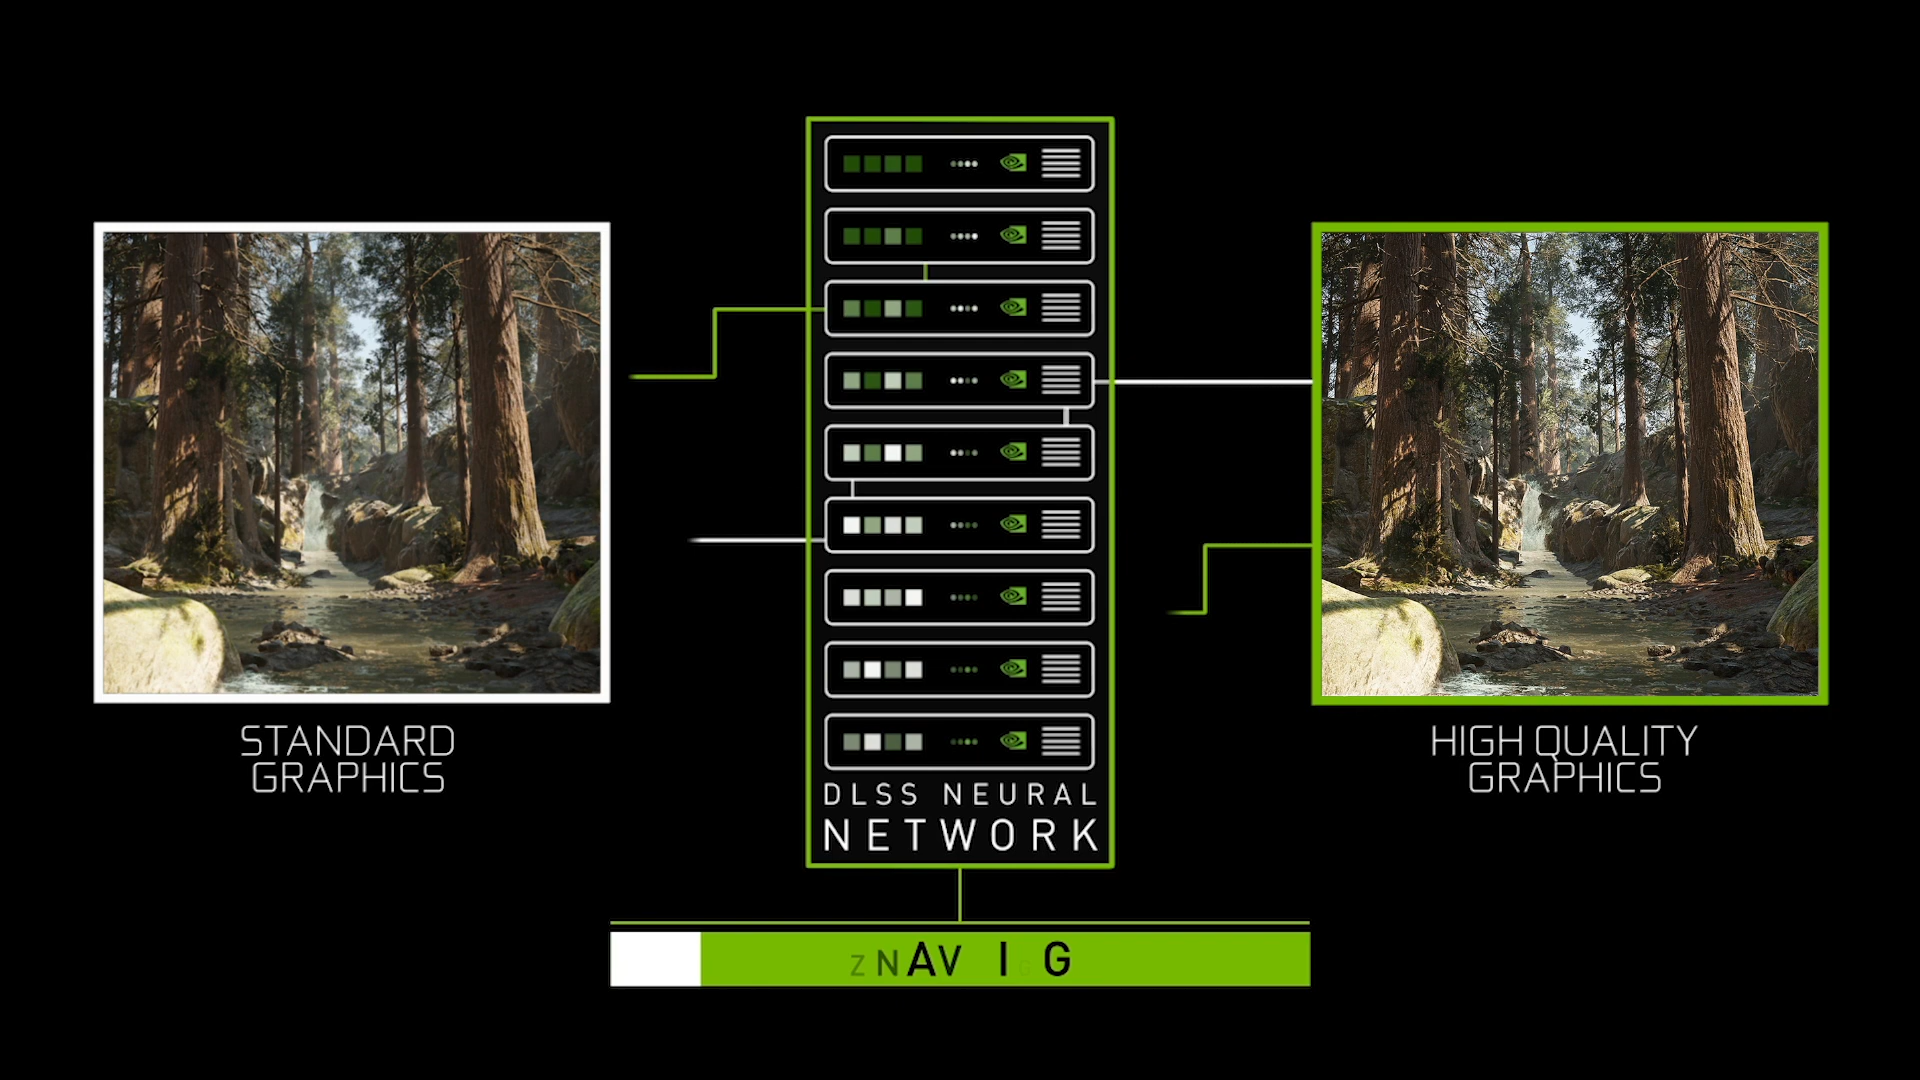 STANDARD
GRAPHICS
DLSS NEURAL
NETWORK
HIGH QUALITY
GRAPHICS